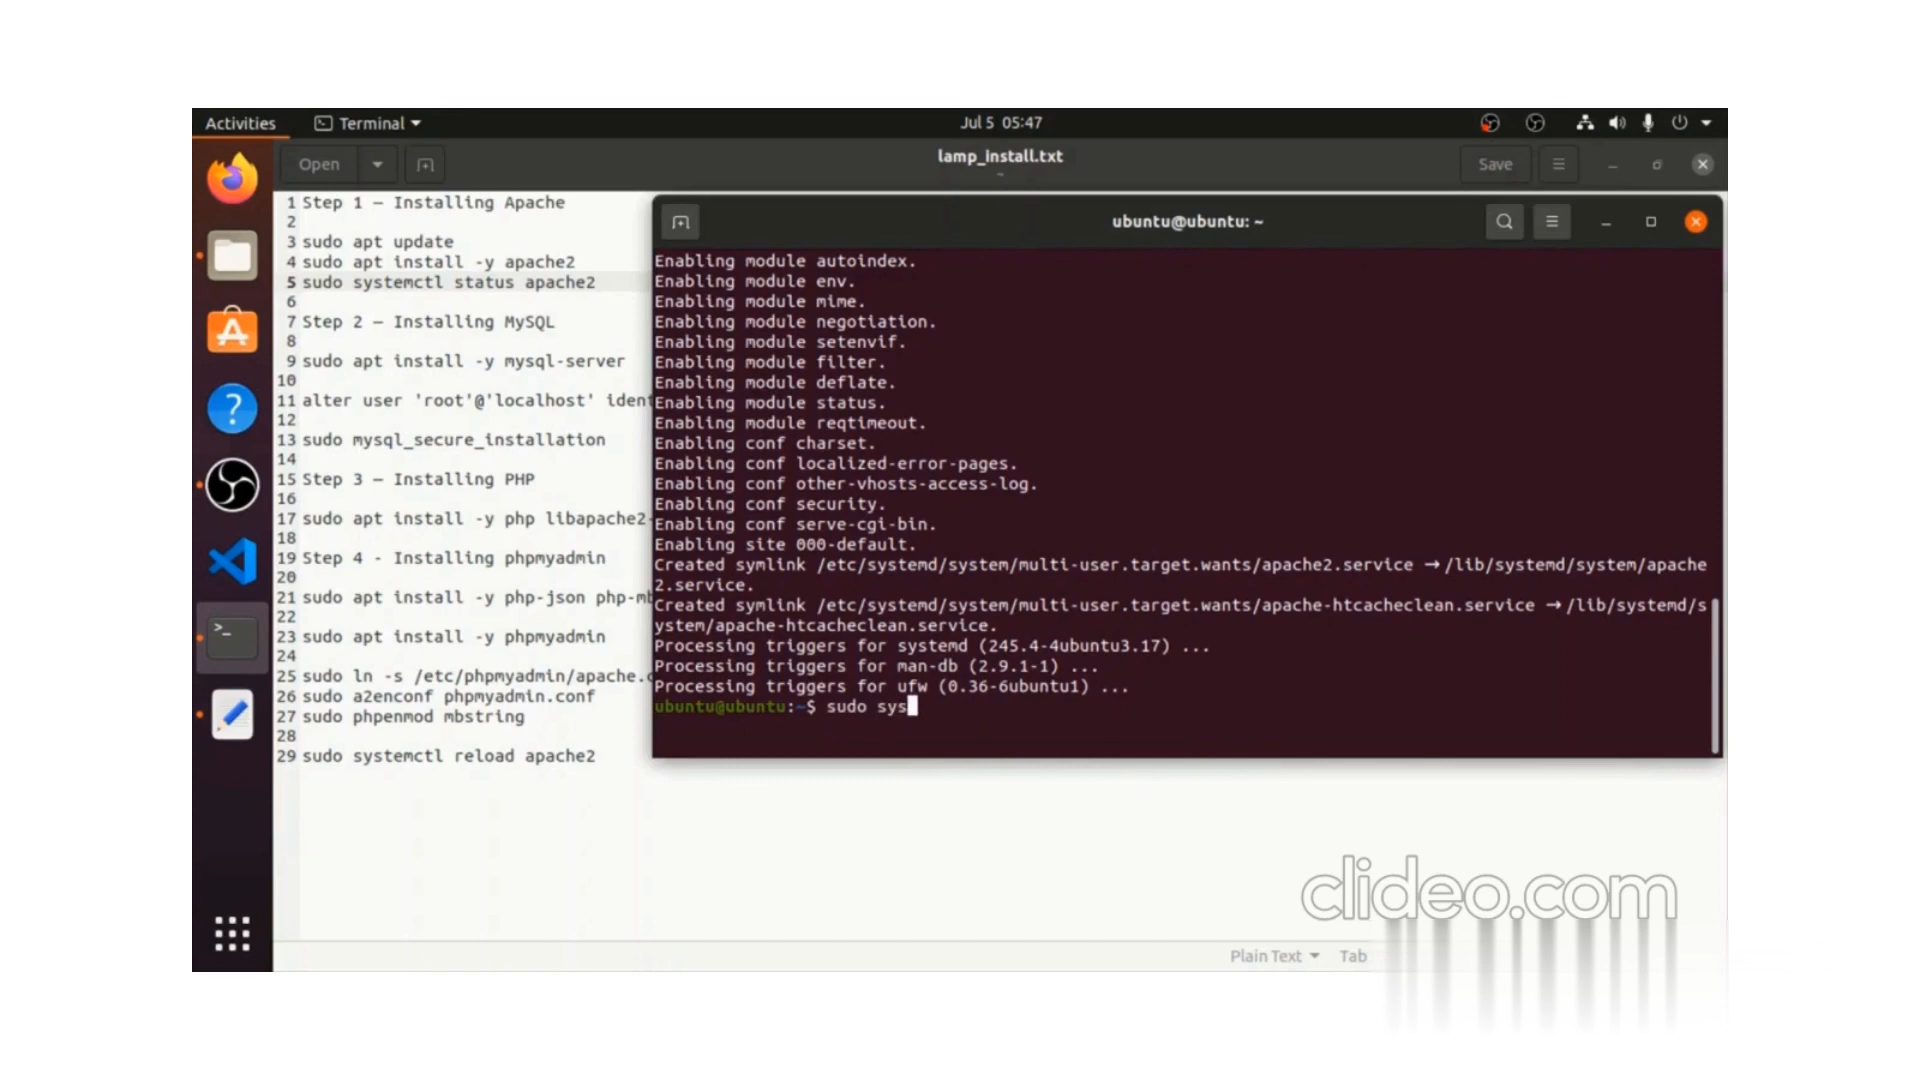 Activities
Terminal
Jul 5 05:47
Open
lamp_install.txt
~
Save
1 Step 1 – Installing Apache
2
3 sudo apt update
4 sudo apt install -y apache2
5 sudo systemctl status apache2
6
7 Step 2 – Installing MySQL
8
9 sudo apt install -y mysql-server
10
11 alter user 'root'@'localhost' iden
12
13 sudo mysql_secure_installation
14
15 Step 3 – Installing PHP
16
17 sudo apt install -y php libapache2-
18
19 Step 4 - Installing phpmyadmin
20
21 sudo apt install -y php-json php-mb
22
23 sudo apt install -y phpmyadmin
24
25 sudo ln -s /etc/phpmyadmin/apache.c
26 sudo a2enconf phpmyadmin.conf
27 sudo phpenmod mbstring
28
29 sudo systemctl reload apache2
ubuntu@ubuntu: ~
Enabling module autoindex.
Enabling module env.
Enabling module mime.
Enabling module negotiation.
Enabling module setenvif.
Enabling module filter.
Enabling module deflate.
Enabling module status.
Enabling module reqtimeout.
Enabling conf charset.
Enabling conf localized-error-pages.
Enabling conf other-vhosts-access-log.
Enabling conf security.
Enabling conf serve-cgi-bin.
Enabling site 000-default.
Created symlink /etc/systemd/system/multi-user.target.wants/apache2.service → /lib/systemd/system/apache
2.service.
Created symlink /etc/systemd/system/multi-user.target.wants/apache-htcacheclean.service → /lib/systemd/s
ystem/apache-htcacheclean.service.
Processing triggers for systemd (245.4-4ubuntu3.17) ...
Processing triggers for man-db (2.9.1-1) ...
Processing triggers for ufw (0.36-6ubuntu1) ...
ubuntu@ubuntu:~$ sudo sys
clideo.com
Plain Text
Tab